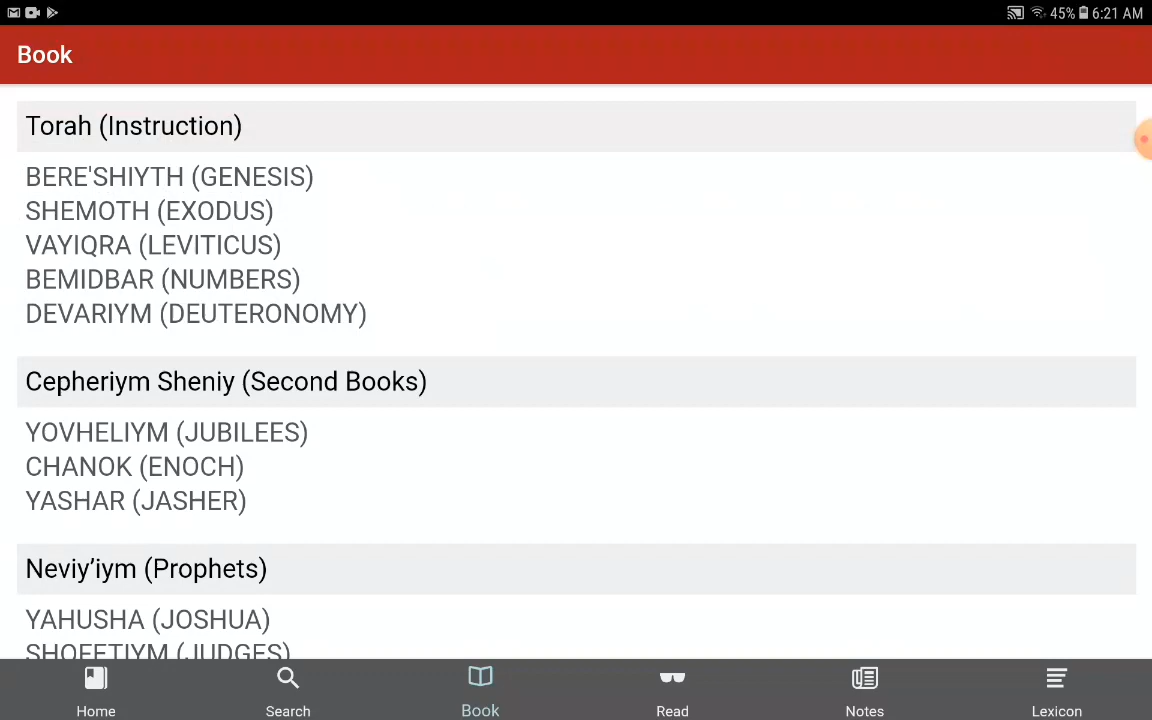 45% 6:21 AM
Book
Torah (Instruction)
BERE'SHIYTH (GENESIS)
SHEMOTH (EXODUS)
VAYIQRA (LEVITICUS)
BEMIDBAR (NUMBERS)
DEVARIYM (DEUTERONOMY)
Cepheriym Sheniy (Second Books)
YOVHELIYM (JUBILEES)
CHANOK (ENOCH)
YASHAR (JASHER)
Neviy’iym (Prophets)
YAHUSHA (JOSHUA)
SHOFETIYM (JUDGES)
Home Search Book Read Notes Lexicon